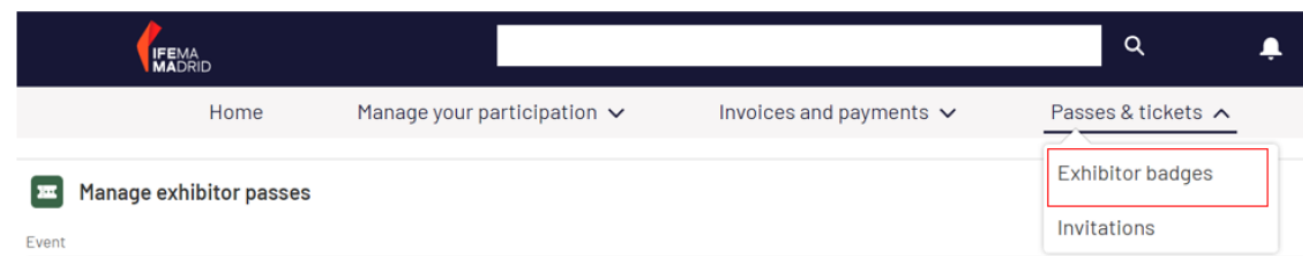 IFEMA
MADRID
Home Manage your participation Invoices and payments Passes & tickets
Exhibitor badges
Manage exhibitor passes
Invitations
Event